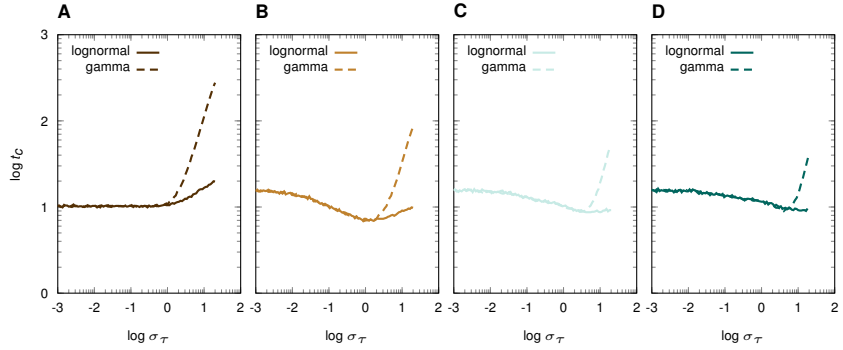 A B C D
lognormal lognormal lognormal lognormal
gamma gamma gamma gamma
log t_C
3
2
1
0
-3 -2 -1 0 1 2 -3 -2 -1 0 1 2 -3 -2 -1 0 1 2 -3 -2 -1 0 1 2
log σ_τ log σ_τ log σ_τ log σ_τ